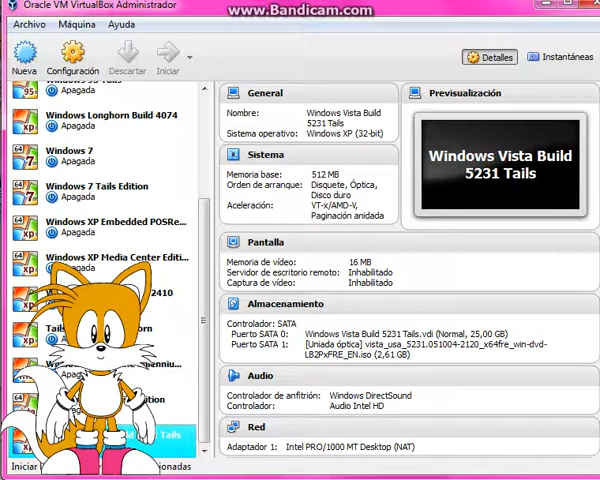 Oracle VM VirtualBox Administrador
www.Bandicam.com
Archivo Máquina Ayuda
Nueva Configuración Descartar Iniciar
Detalles Instantáneas
Apagada
Windows Longhorn Build 4074
Apagada
Windows 7
Apagada
Windows 7 Tails Edition
Apagada
Windows XP Embedded POSRe...
Apagada
Windows XP Media Center Editi...
Apagada
2410
Tails
Iniciar
General
Nombre: Windows Vista Build
5231 Tails
Sistema operativo: Windows XP (32-bit)
Previsualización
Windows Vista Build
5231 Tails
Sistema
Memoria base: 512 MB
Orden de arranque: Disquete, Óptica,
Disco duro
Aceleración: VT-x/AMD-V,
Paginación anidada
Pantalla
Memoria de vídeo: 16 MB
Servidor de escritorio remoto: Inhabilitado
Captura de vídeo: Inhabilitado
Almacenamiento
Controlador: SATA
Puerto SATA 0: Windows Vista Build 5231 Tails.vdi (Normal, 25,00 GB)
Puerto SATA 1: [Unidad óptica] vista_usa_5231.051004-2120_x64fre_win-dvd-
LB2PxFRE_EN.iso (2,61 GB)
Audio
Controlador de anfitrión: Windows DirectSound
Controlador: Audio Intel HD
Red
Adaptador 1: Intel PRO/1000 MT Desktop (NAT)